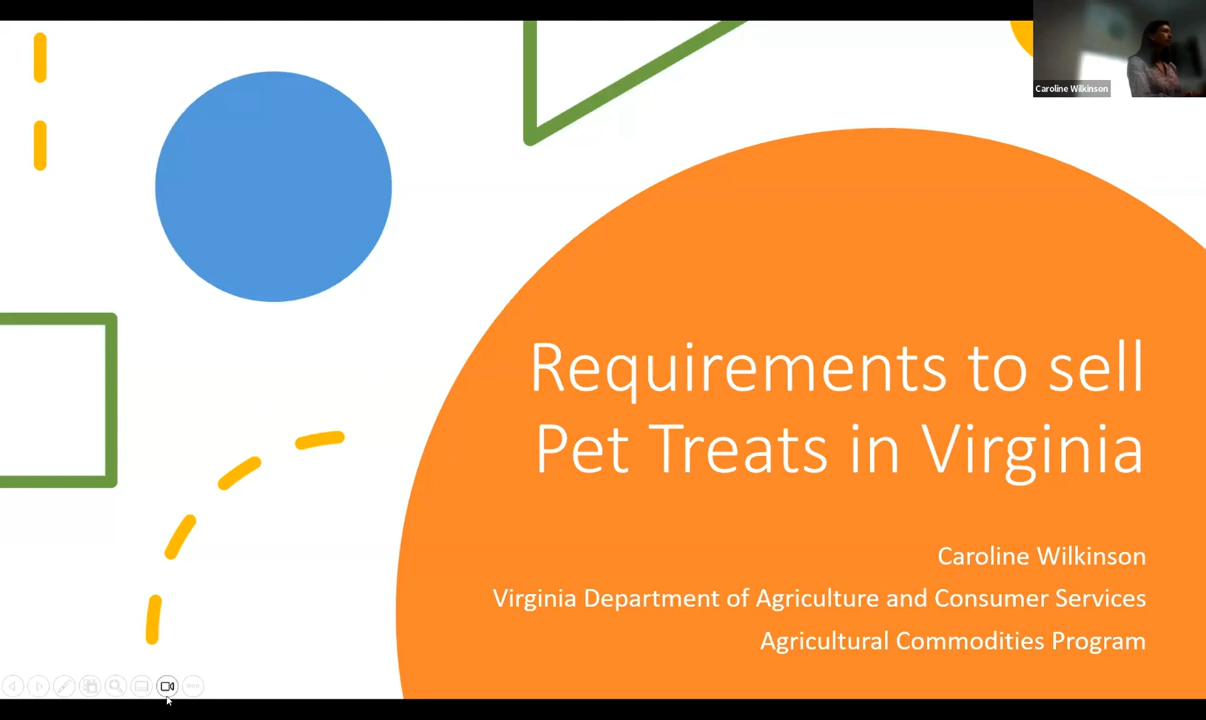 Caroline Wilkinson
Requirements to sell
Pet Treats in Virginia
Caroline Wilkinson
Virginia Department of Agriculture and Consumer Services
Agricultural Commodities Program